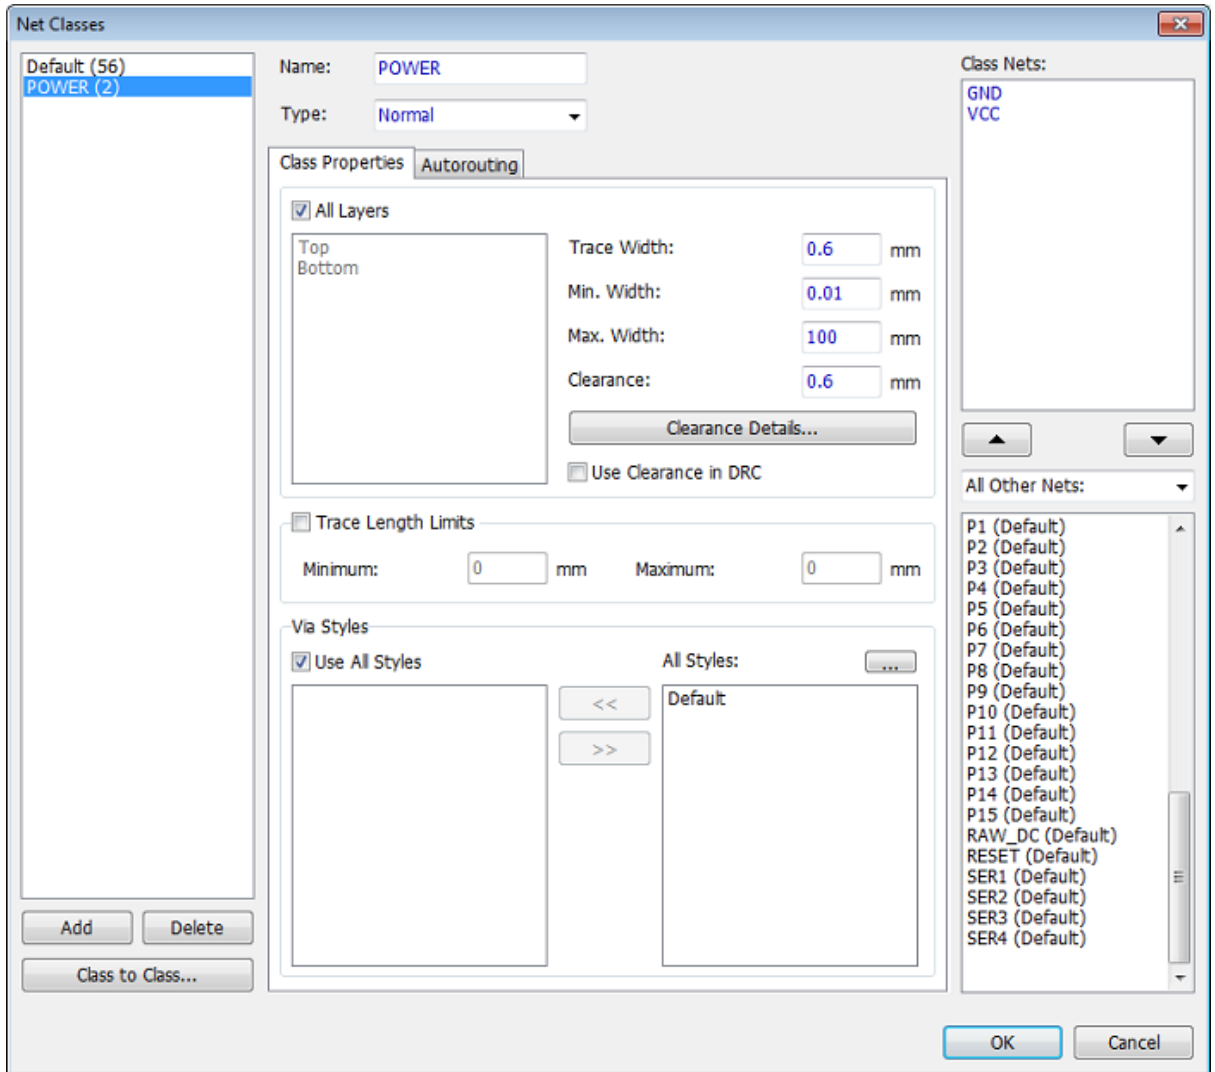 Net Classes
Default (56)
POWER (2)
Add
Delete
Class to Class...
Name:
POWER
Type:
Normal
Class Properties
Autorouting
All Layers
Top
Bottom
Trace Width:
0.6
mm
Min. Width:
0.01
mm
Max. Width:
100
mm
Clearance:
0.6
mm
Clearance Details...
Use Clearance in DRC
Trace Length Limits
Minimum:
0
mm
Maximum:
0
mm
Via Styles
Use All Styles
All Styles:
...
<<
>>
Default
Class Nets:
GND
VCC
All Other Nets:
P1 (Default)
P2 (Default)
P3 (Default)
P4 (Default)
P5 (Default)
P6 (Default)
P7 (Default)
P8 (Default)
P9 (Default)
P10 (Default)
P11 (Default)
P12 (Default)
P13 (Default)
P14 (Default)
P15 (Default)
RAW_DC (Default)
RESET (Default)
SER1 (Default)
SER2 (Default)
SER3 (Default)
SER4 (Default)
OK
Cancel